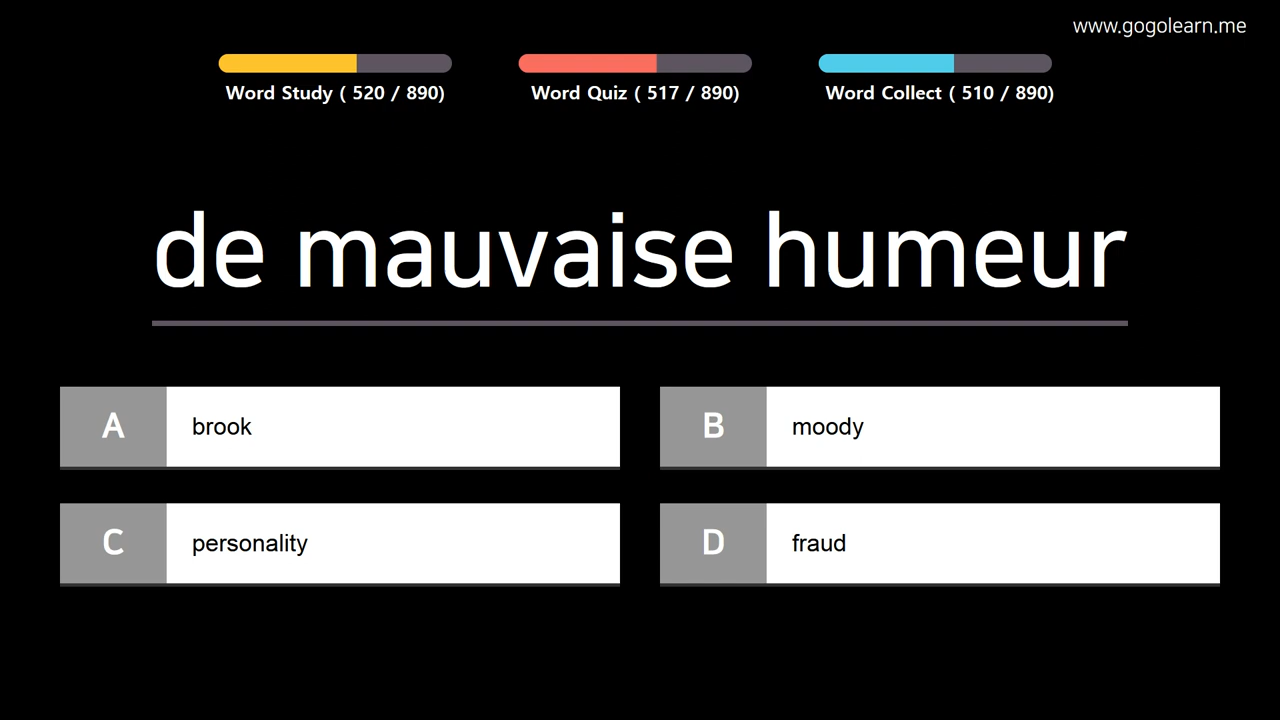 www.gogolearn.me
Word Study ( 520 / 890)
Word Quiz ( 517 / 890)
Word Collect ( 510 / 890)
de mauvaise humeur
A brook
B moody
C personality
D fraud